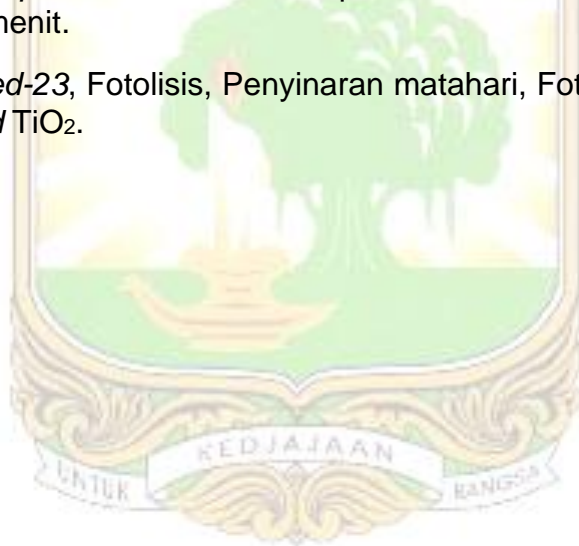 menit.
ed-23, Fotolisis, Penyinaran matahari, Fot
TiO2.
UNTUK KEDJAJAAN BANGSA